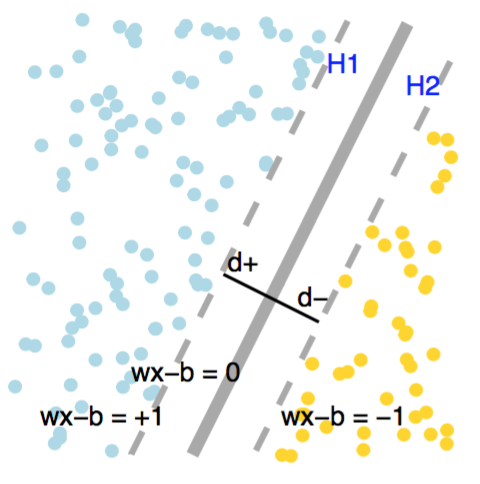 H1
H2
d+
d−
wx−b = 0
wx−b = +1
wx−b = −1